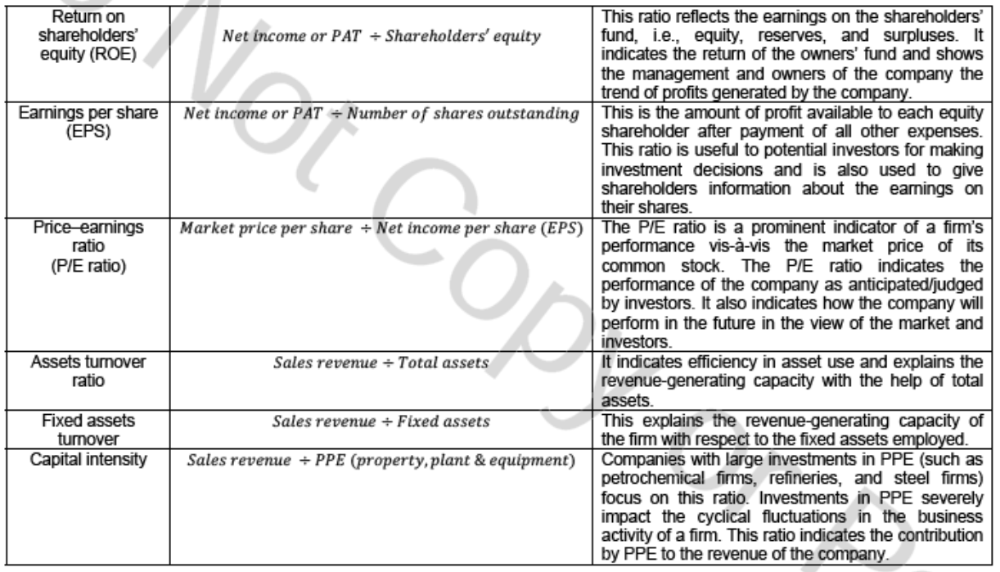 Return on
shareholders'
equity (ROE)
Net income or PAT ÷ Shareholders' equity
This ratio reflects the earnings on the shareholders'
fund, i.e., equity, reserves, and surpluses. It
indicates the return of the owners' fund and shows
the management and owners of the company the
trend of profits generated by the company.
Earnings per share
(EPS)
Net income or PAT ÷ Number of shares outstanding
This is the amount of profit available to each equity
shareholder after payment of all other expenses.
This ratio is useful to potential investors for making
investment decisions and is also used to give
shareholders information about the earnings on
their shares.
Price–earnings
ratio
(P/E ratio)
Market price per share ÷ Net income per share (EPS)
The P/E ratio is a prominent indicator of a firm's
performance vis-à-vis the market price of its
common stock. The P/E ratio indicates the
performance of the company as anticipated/judged
by investors. It also indicates how the company will
perform in the future in the view of the market and
investors.
Assets turnover
ratio
Sales revenue ÷ Total assets
It indicates efficiency in asset use and explains the
revenue-generating capacity with the help of total
assets.
Fixed assets
turnover
Sales revenue ÷ Fixed assets
This explains the revenue-generating capacity of
the firm with respect to the fixed assets employed.
Capital intensity
Sales revenue ÷ PPE (property, plant & equipment)
Companies with large investments in PPE (such as
petrochemical firms, refineries, and steel firms)
focus on this ratio. Investments in PPE severely
impact the cyclical fluctuations in the business
activity of a firm. This ratio indicates the contribution
by PPE to the revenue of the company.
Not Copy or